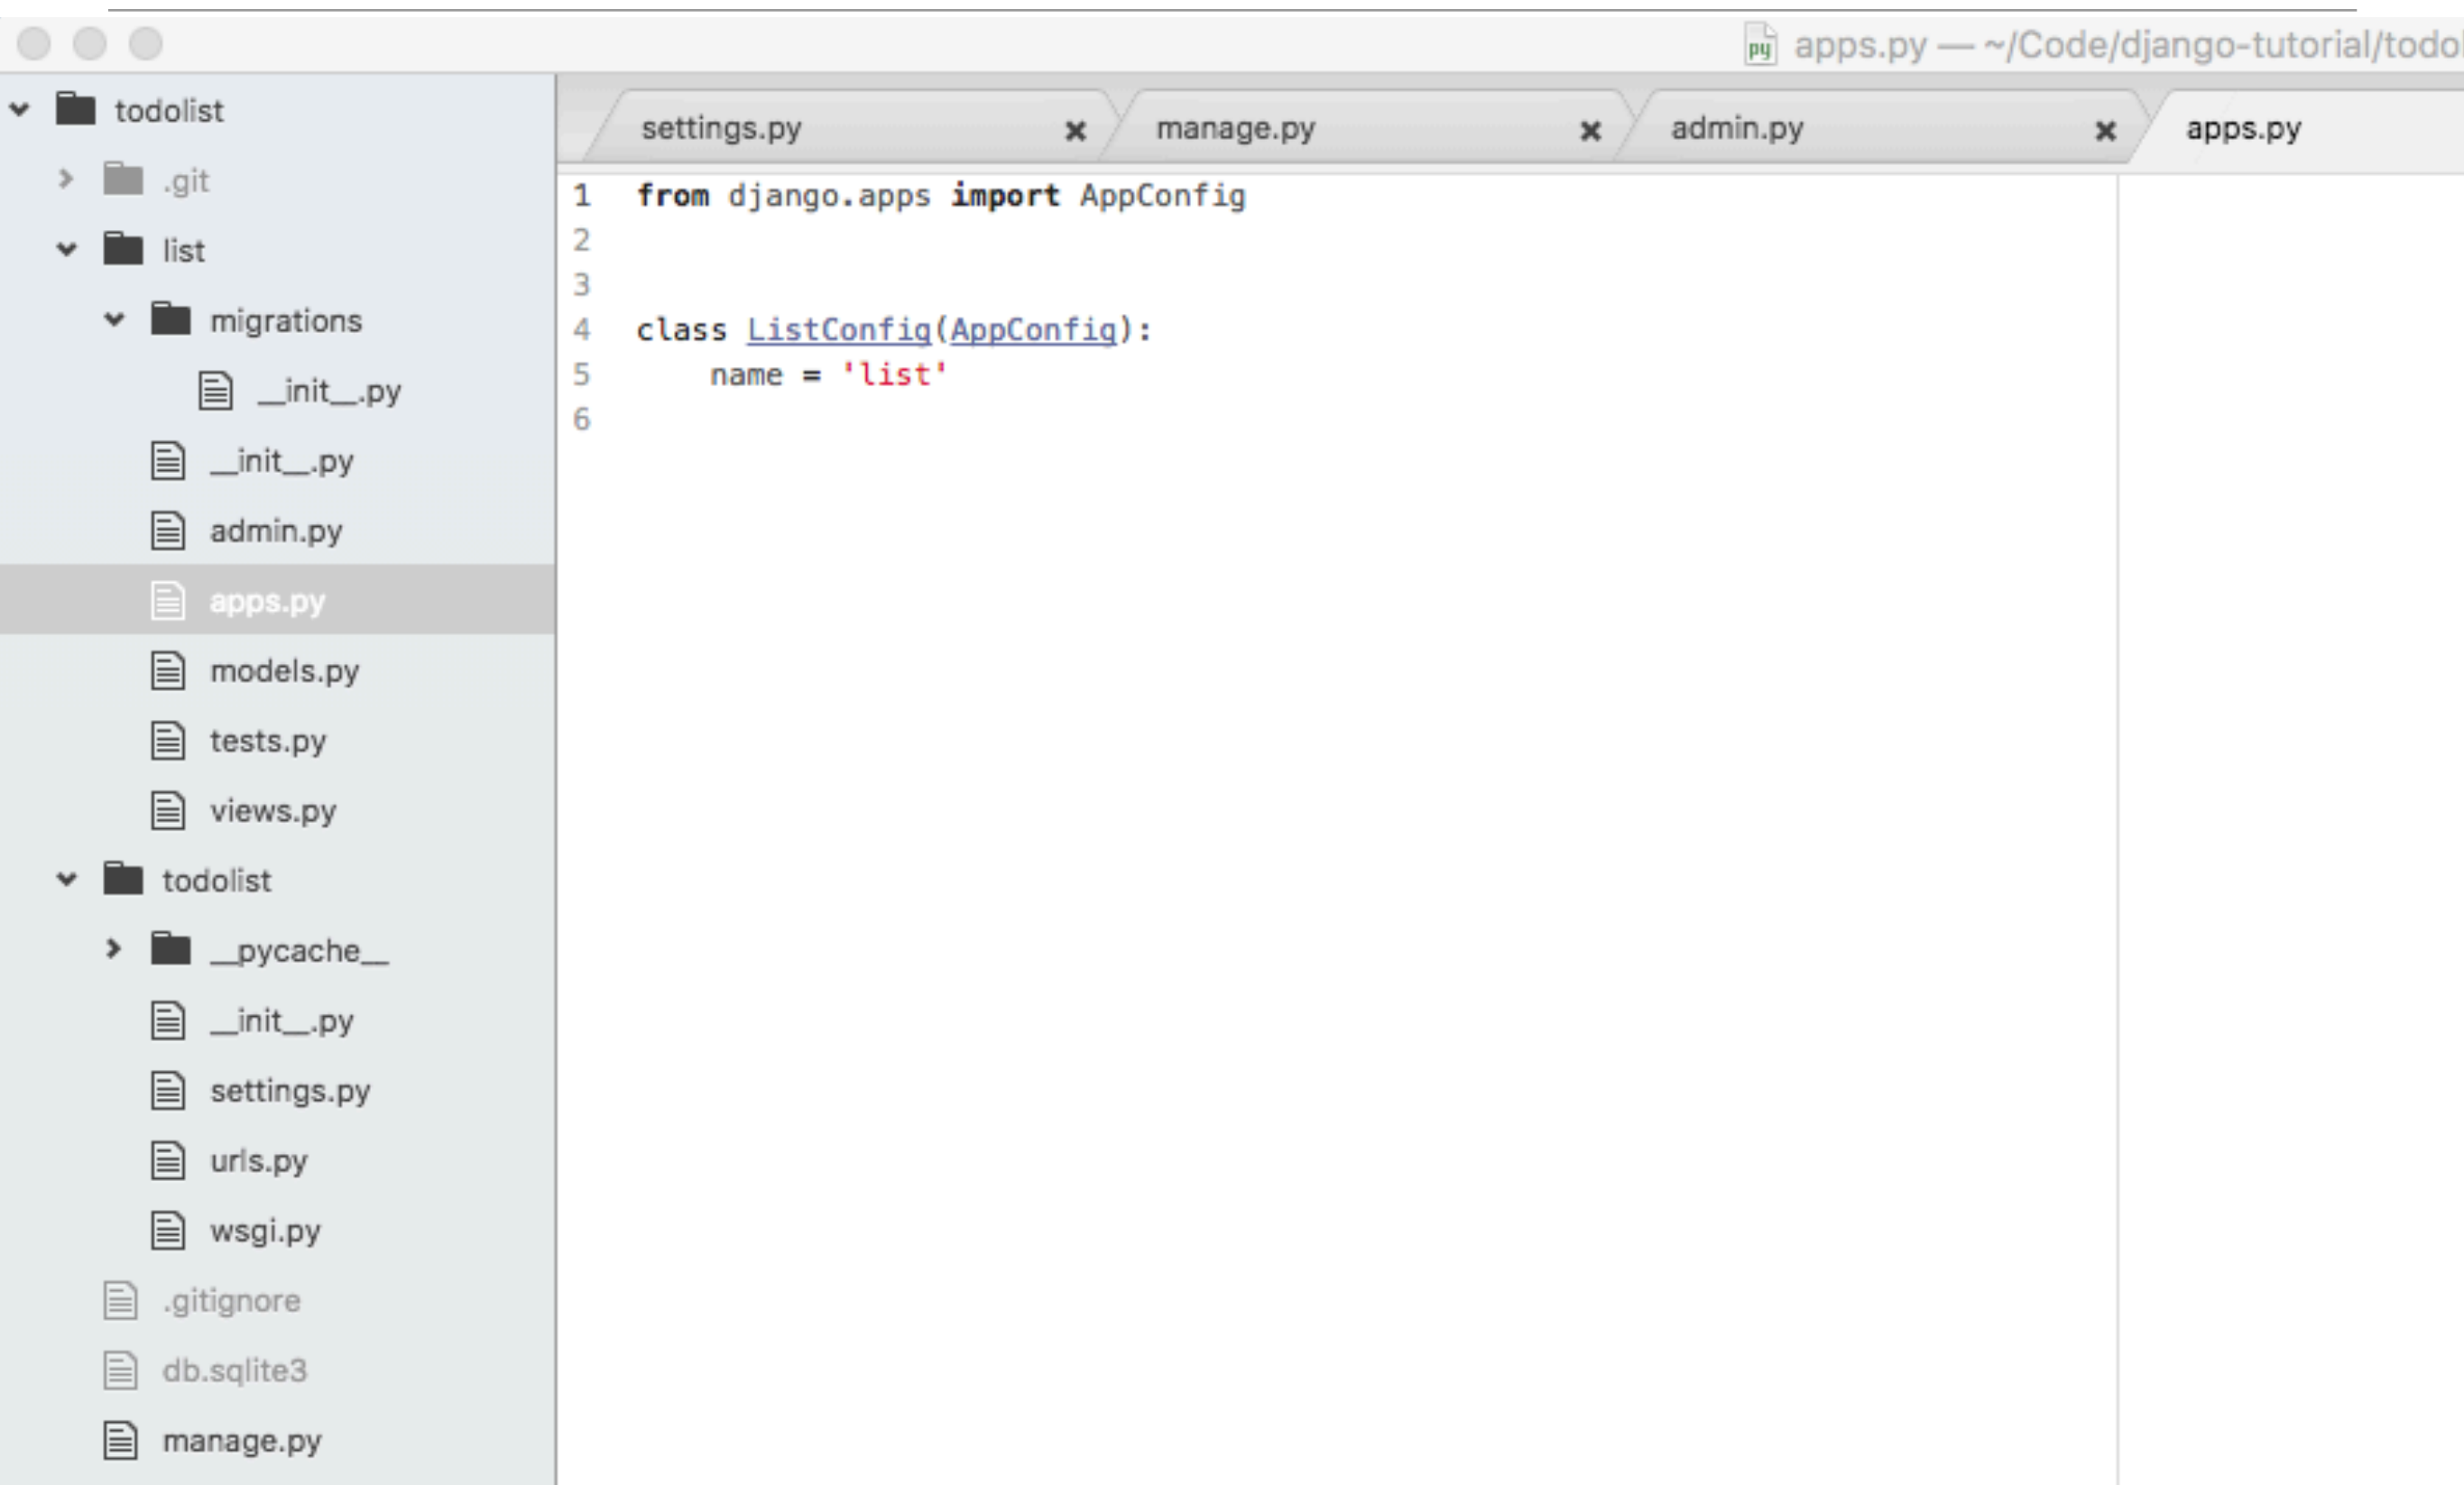 apps.py — ~/Code/django-tutorial/todol
todolist
.git
list
migrations
__init__.py
__init__.py
admin.py
apps.py
models.py
tests.py
views.py
todolist
__pycache__
__init__.py
settings.py
urls.py
wsgi.py
.gitignore
db.sqlite3
manage.py
settings.py manage.py admin.py apps.py
1 from django.apps import AppConfig
2
3
4 class ListConfig(AppConfig):
5 name = 'list'
6